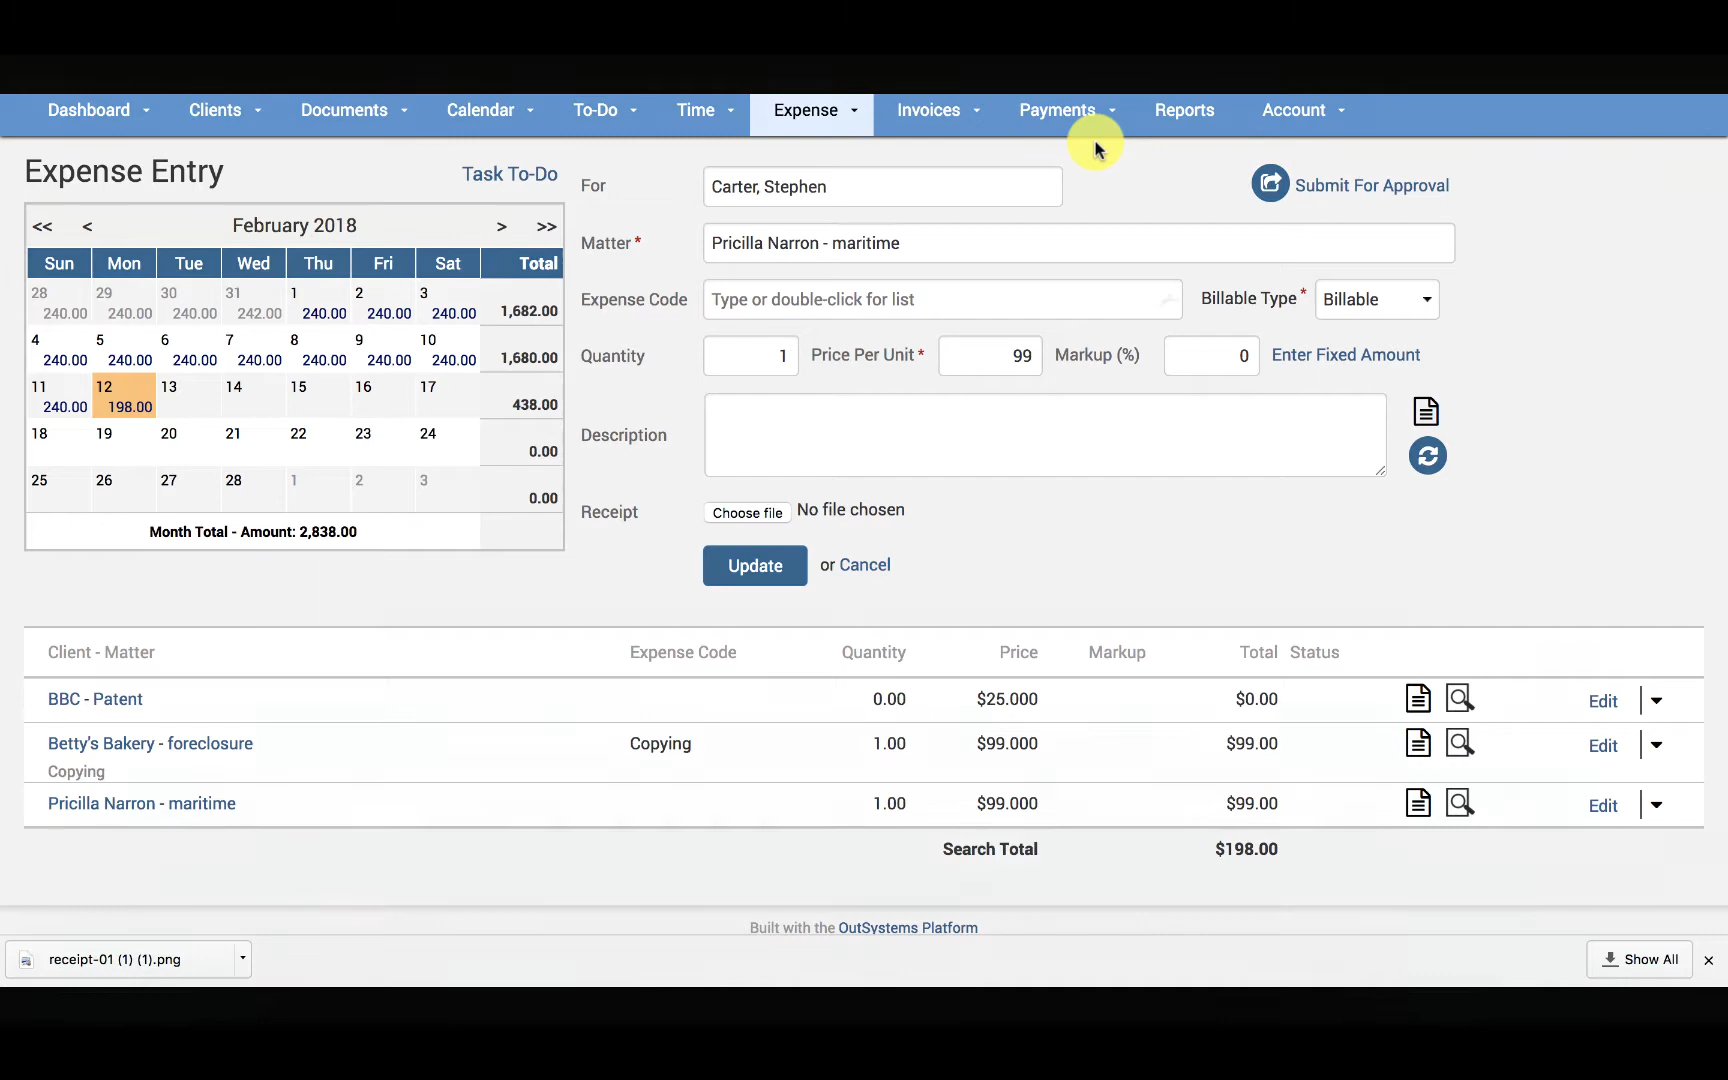 Dashboard Clients Documents Calendar To-Do Time Expense Invoices Payments Reports Account
Expense Entry
Task To-Do
<< < February 2018 > >>
Sun Mon Tue Wed Thu Fri Sat Total
28 29 30 31 1 2 3
240.00 240.00 240.00 242.00 240.00 240.00 240.00 1,682.00
4 5 6 7 8 9 10
240.00 240.00 240.00 240.00 240.00 240.00 240.00 1,680.00
11 12 13 14 15 16 17
240.00 198.00 438.00
18 19 20 21 22 23 24
0.00
25 26 27 28 1 2 3
0.00
Month Total - Amount: 2,838.00
For Carter, Stephen
Submit For Approval
Matter* Pricilla Narron - maritime
Expense Code Type or double-click for list Billable Type* Billable
Quantity 1 Price Per Unit* 99 Markup (%) 0 Enter Fixed Amount
Description
Receipt Choose file No file chosen
Update or Cancel
Client - Matter Expense Code Quantity Price Markup Total Status
BBC - Patent 0.00 $25.000 $0.00 Edit
Betty's Bakery - foreclosure Copying 1.00 $99.000 $99.00 Edit
Copying
Pricilla Narron - maritime 1.00 $99.000 $99.00 Edit
Search Total $198.00
Built with the OutSystems Platform
receipt-01 (1) (1).png Show All ×